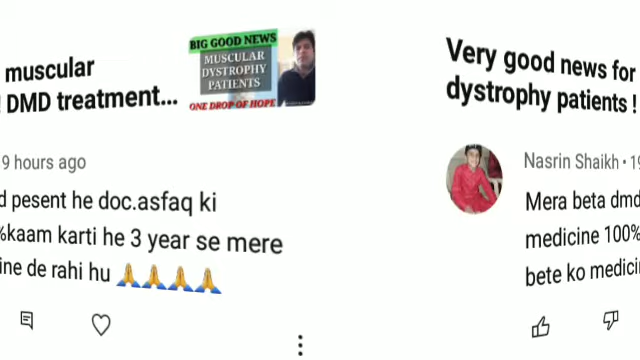 muscular
! DMD treatment...
BIG GOOD NEWS
MUSCULAR
DYSTROPHY
PATIENTS
ONE DROP OF HOPE
9 hours ago
d pesent he doc.asfaq ki
%kaam karti he 3 year se mere
ine de rahi hu 🙏🙏🙏🙏
Very good news for
dystrophy patients !
Nasrin Shaikh • 19
Mera beta dmd
medicine 100%
bete ko medici